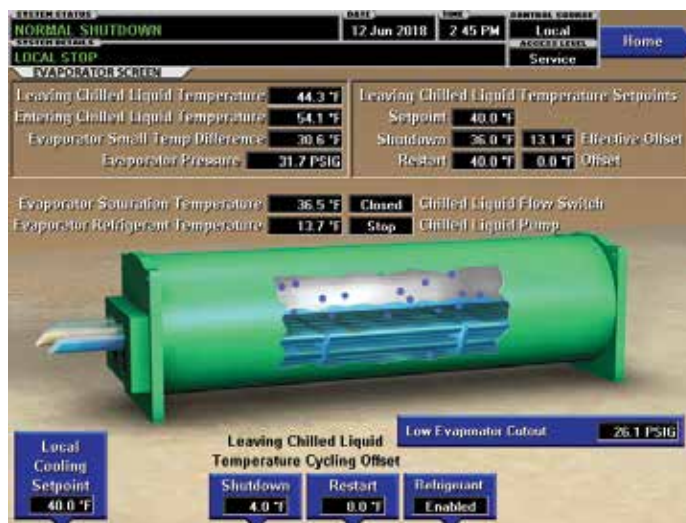 SYSTEM STATUS
NORMAL SHUTDOWN
DATE
12 Jun 2018
TIME
2 45 PM
CONTROL SOURCE
Local
SYSTEM DETAILS
LOCAL STOP
ACCESS LEVEL
Service
Home
EVAPORATOR SCREEN
Leaving Chilled Liquid Temperature 44.3 °F
Entering Chilled Liquid Temperature 54.1 °F
Evaporator Small Temp Difference 30.6 °F
Evaporator Pressure 31.7 PSIG
Leaving Chilled Liquid Temperature Setpoints
Setpoint 40.0 °F
Shutdown 36.0 °F 13.1 °F Effective Offset
Restart 40.0 °F 0.0 °F Offset
Evaporator Saturation Temperature 36.5 °F Closed Chilled Liquid Flow Switch
Evaporator Refrigerant Temperature 13.7 °F Stop Chilled Liquid Pump
Low Evaporator Cutout 26.1 PSIG
Local
Cooling
Setpoint
40.0 °F
Leaving Chilled Liquid
Temperature Cycling Offset
Shutdown
4.0 °F
Restart
0.0 °F
Refrigerant
Enabled